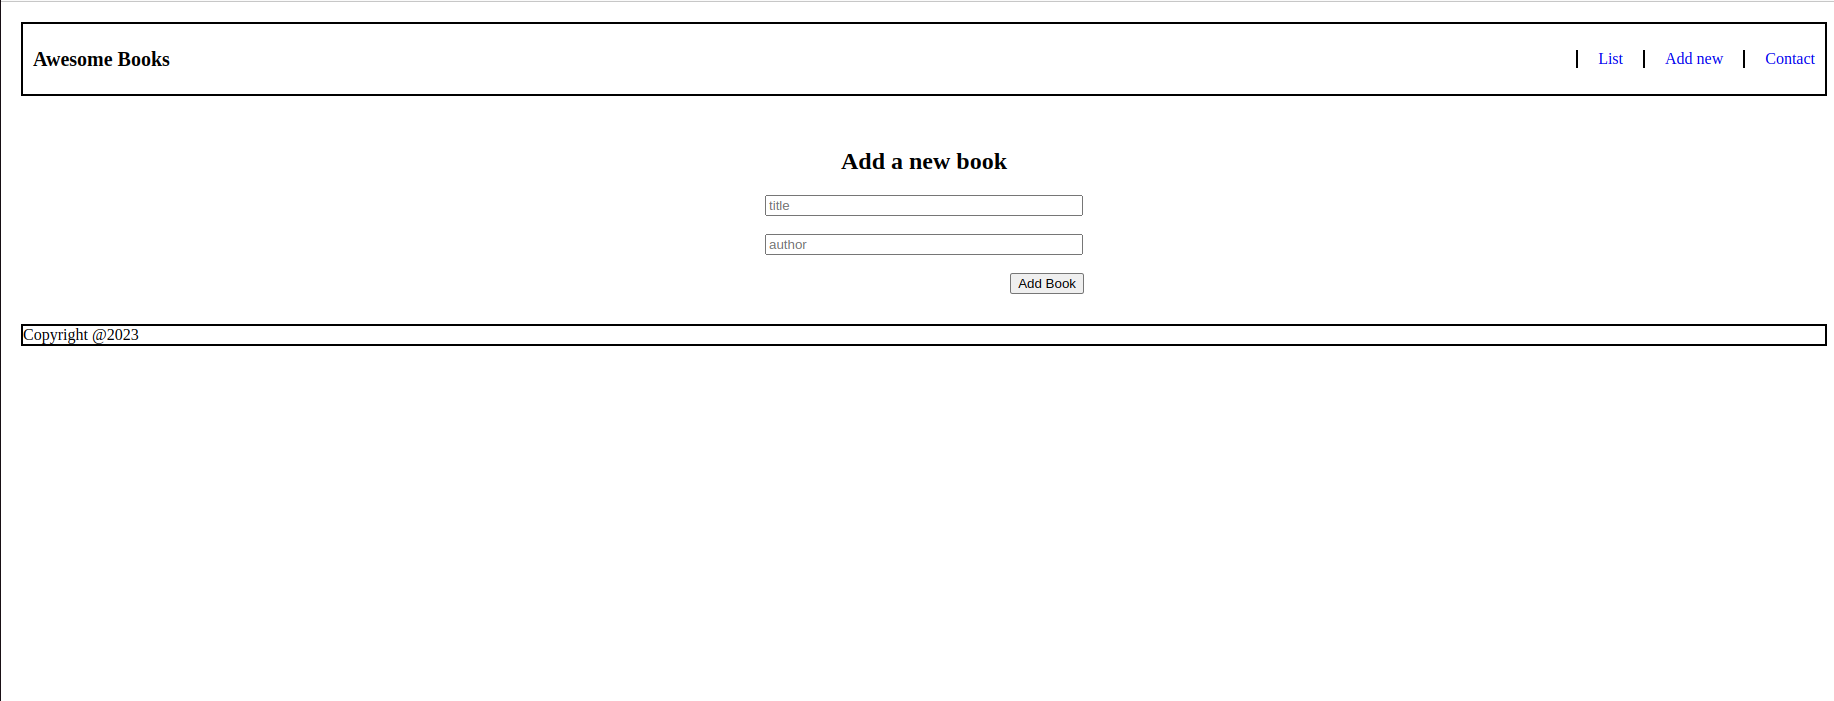 Awesome Books
List
Add new
Contact
Add a new book
title
author
Add Book
Copyright @2023